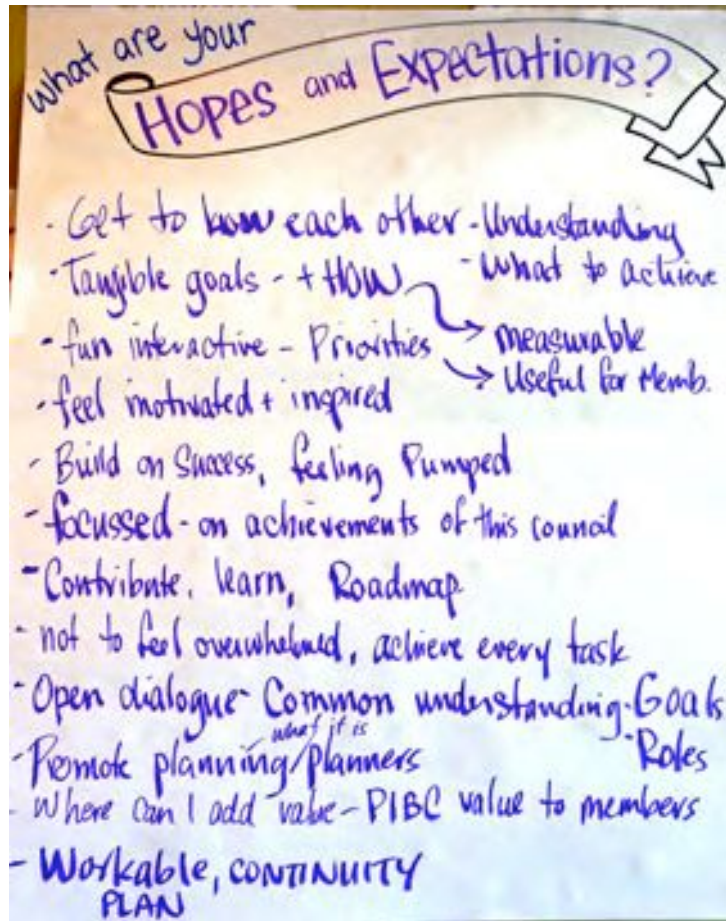 What are your
Hopes and Expectations?
- Get to know each other - Understanding
- Tangible goals - + HOW - What to achieve
- fun interactive - Priorities → measurable
→ Useful for Memb.
- feel motivated + inspired
- Build on Success, feeling Pumped
- focussed - on achievements of this council
- Contribute, learn, Roadmap
- not to feel overwhelmed, achieve every task
- Open dialogue - Common understanding - Goals
- Roles
what it is
- Promote planning/planners
- Where can I add value - PIBC value to members
- Workable, CONTINUITY
PLAN